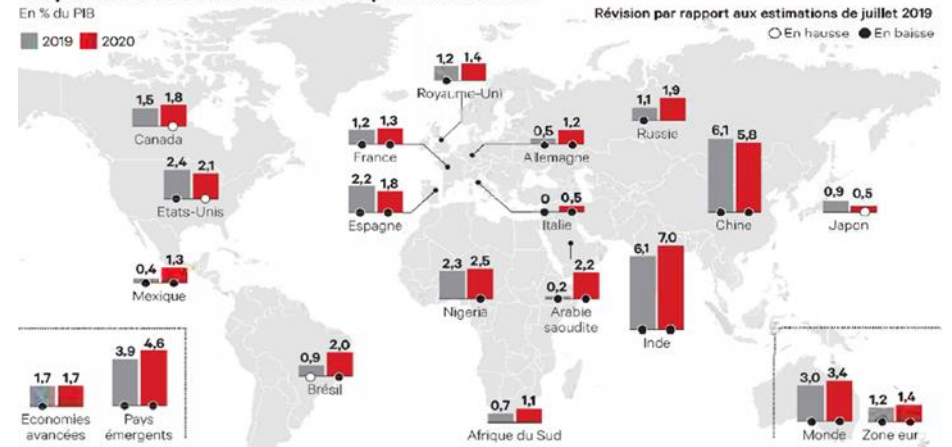 En % du PIB
2019 2020
Révision par rapport aux estimations de juillet 2019
En hausse En baisse
1,2 1,4
Royaume-Uni
1,5 1,8
Canada
1,1 1,9
Russie
1,2 1,3
France
0,5 1,2
Allemagne
6,1 5,8
Chine
2,4 2,1
Etats-Unis
2,2 1,8
Espagne
0 0,5
Italie
0,9 0,5
Japon
0,4 1,3
Mexique
2,3 2,5
Nigeria
0,2 2,2
Arabie
saoudite
6,1 7,0
Inde
0,9 2,0
Brésil
0,7 1,1
Afrique du Sud
1,7 1,7
Economies
avancées
3,9 4,6
Pays
émergents
3,0 3,4
Monde
1,2 1,4
Zone eur